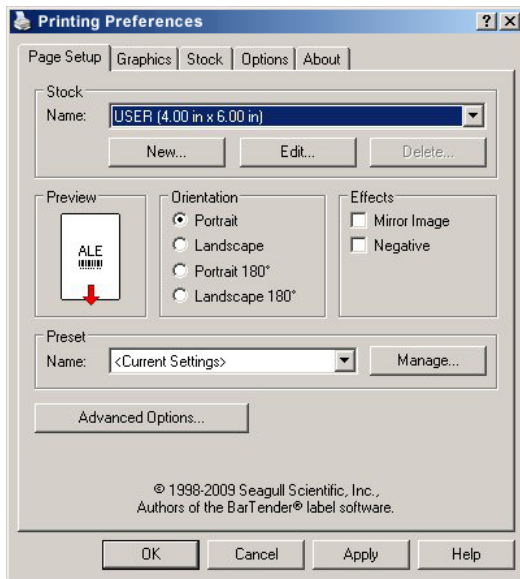 Printing Preferences
Page Setup Graphics Stock Options About
Stock
Name: USER (4.00 in x 6.00 in)
New... Edit... Delete...
Preview Orientation Effects
Portrait Mirror Image
ALE Landscape Negative
Portrait 180°
Landscape 180°
Preset
Name: <Current Settings> Manage...
Advanced Options...
© 1998-2009 Seagull Scientific, Inc.,
Authors of the BarTender® label software.
OK Cancel Apply Help